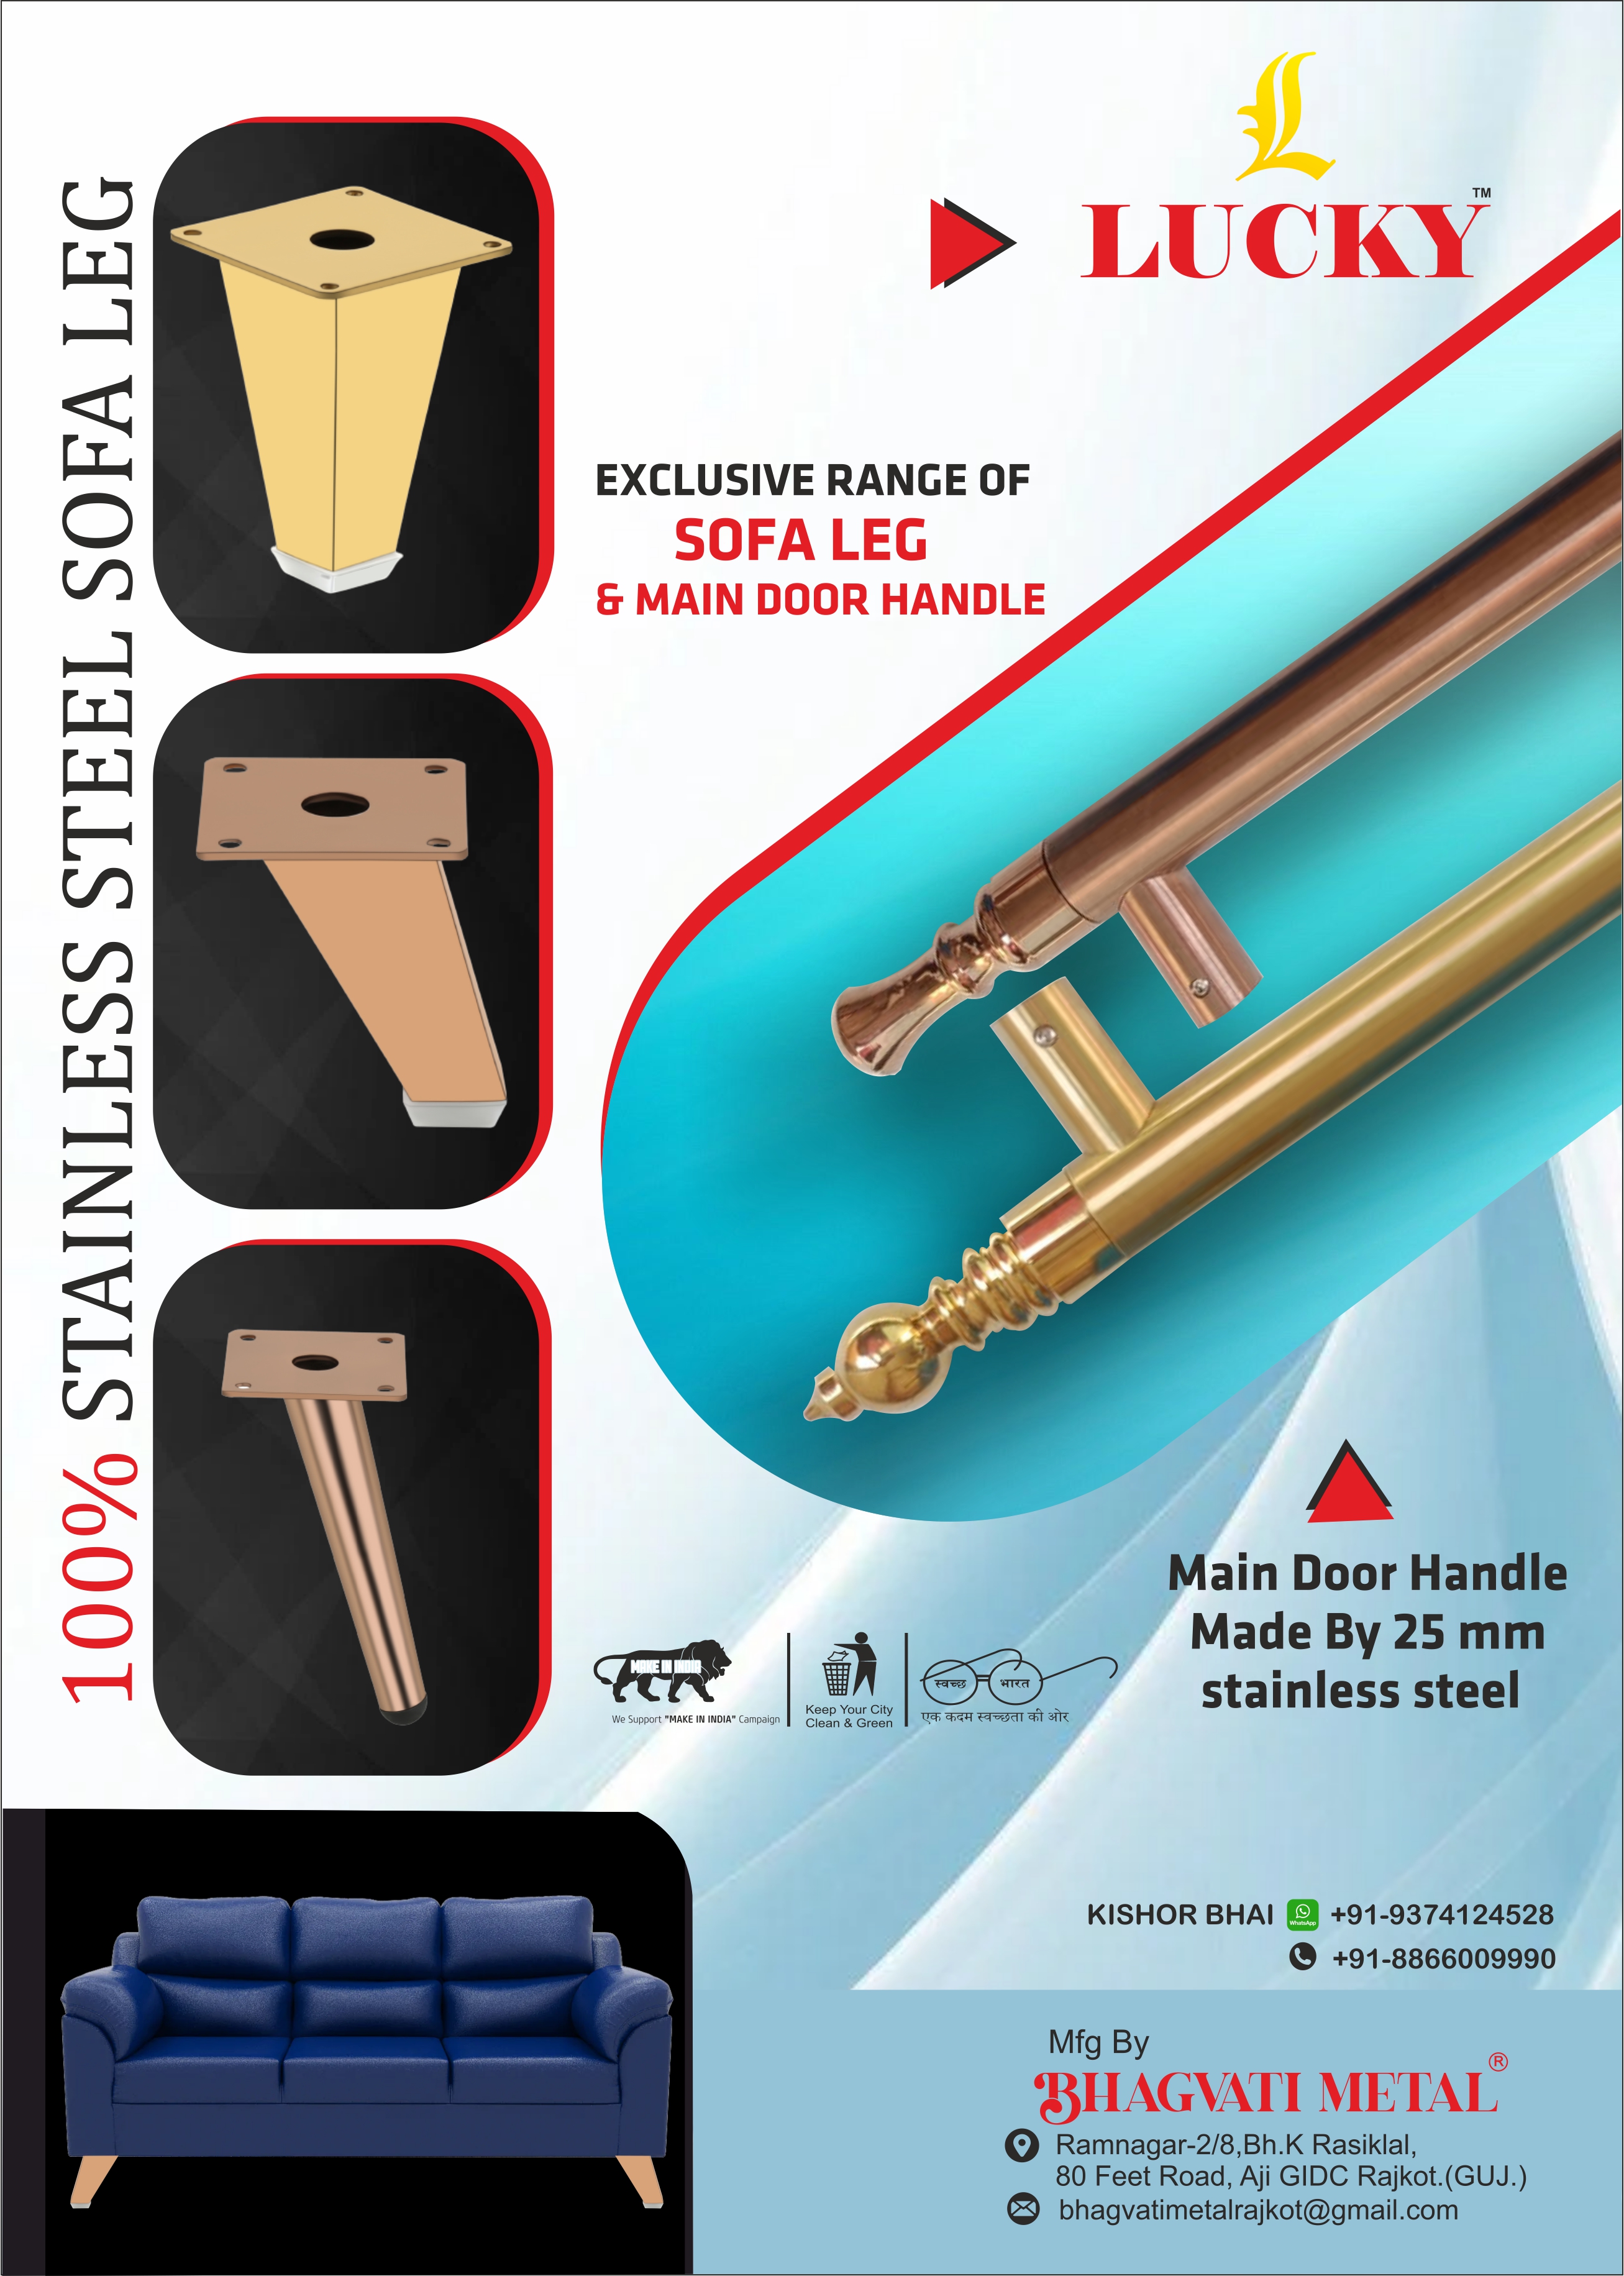 L
LUCKY™
100% STAINLESS STEEL SOFA LEG
EXCLUSIVE RANGE OF
SOFA LEG
& MAIN DOOR HANDLE
Main Door Handle
Made By 25 mm
stainless steel
MAKE IN INDIA
We Support "MAKE IN INDIA" Campaign
Keep Your City
Clean & Green
स्वच्छ भारत
एक कदम स्वच्छता की ओर
KISHOR BHAI WhatsApp +91-9374124528
+91-8866009990
Mfg By
BHAGVATI METAL®
Ramnagar-2/8,Bh.K Rasiklal,
80 Feet Road, Aji GIDC Rajkot.(GUJ.)
bhagvatimetalrajkot@gmail.com